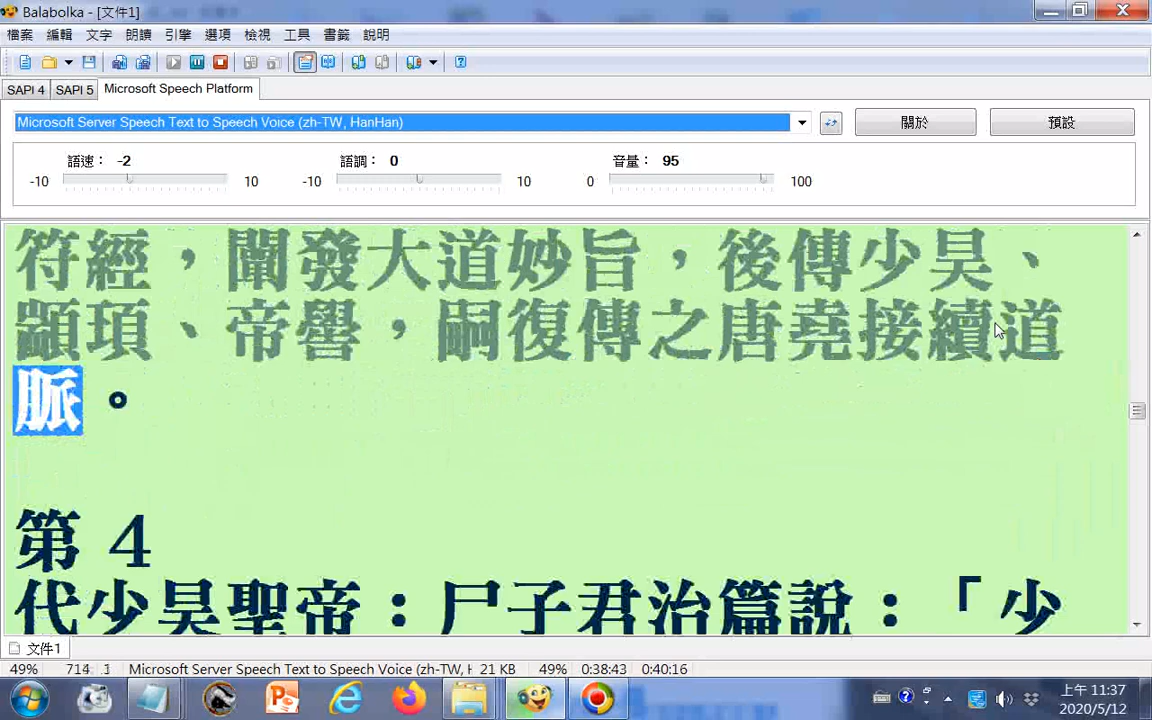 Balabolka - [文件1]
檔案 編輯 文字 朗讀 引擎 選項 檢視 工具 書籤 說明
SAPI 4 SAPI 5 Microsoft Speech Platform
Microsoft Server Speech Text to Speech Voice (zh-TW, HanHan)
關於 預設
語速： -2 語調： 0 音量： 95
-10 10 -10 10 0 100
符經，闡發大道妙旨，後傳少昊、
顓頊、帝嚳，嗣復傳之唐堯接續道
脈。
第 4
代少昊聖帝：尸子君治篇說：「少
文件1
49% 714 .1 Microsoft Server Speech Text to Speech Voice (zh-TW, H 21 KB 49% 0:38:43 0:40:16
上午 11:37
2020/5/12